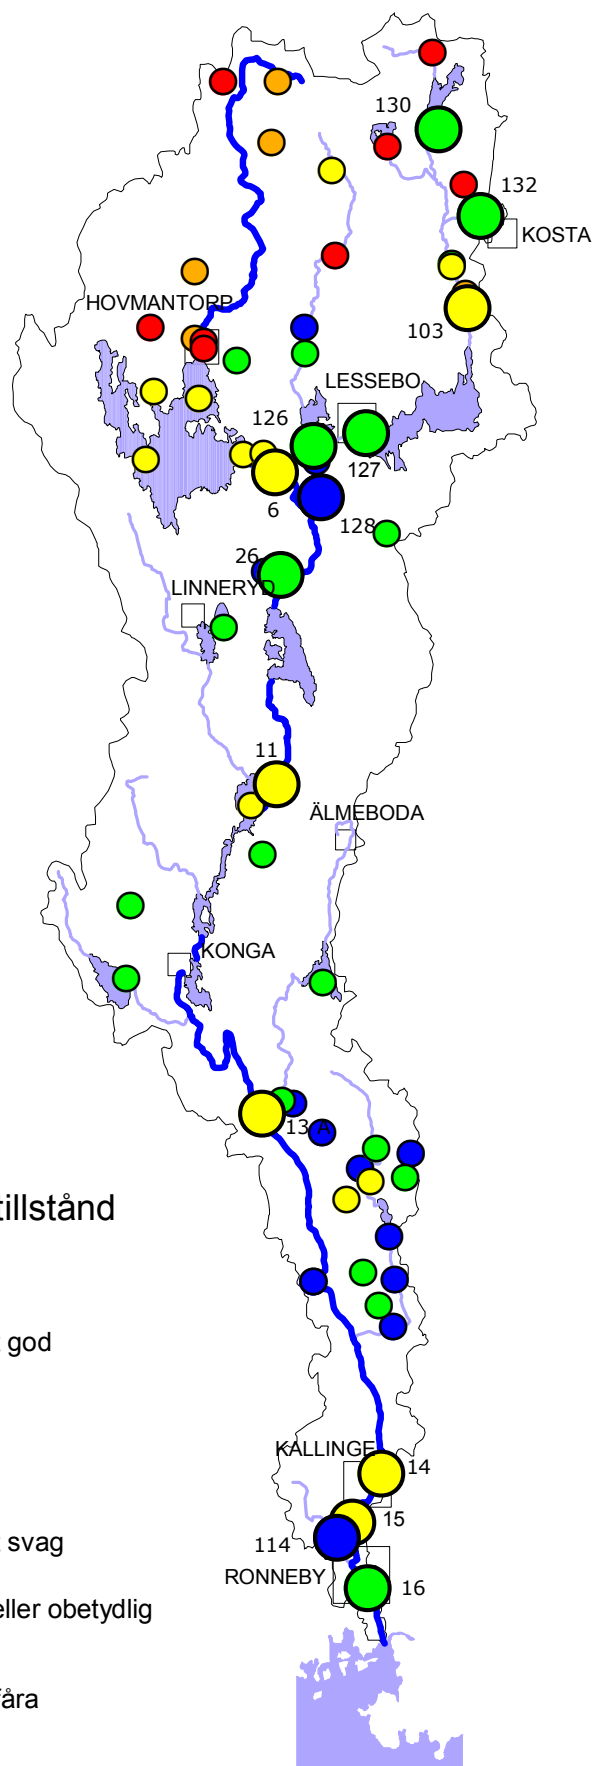 130
132
KOSTA
HOVMANTORP
103
LESSEBO
126
127
6
128
26
LINNERYD
11
ÄLMEBODA
KONGA
13 A
tillstånd
god
KALLINGE
14
15
svag
114
RONNEBY
16
eller obetydlig
fåra